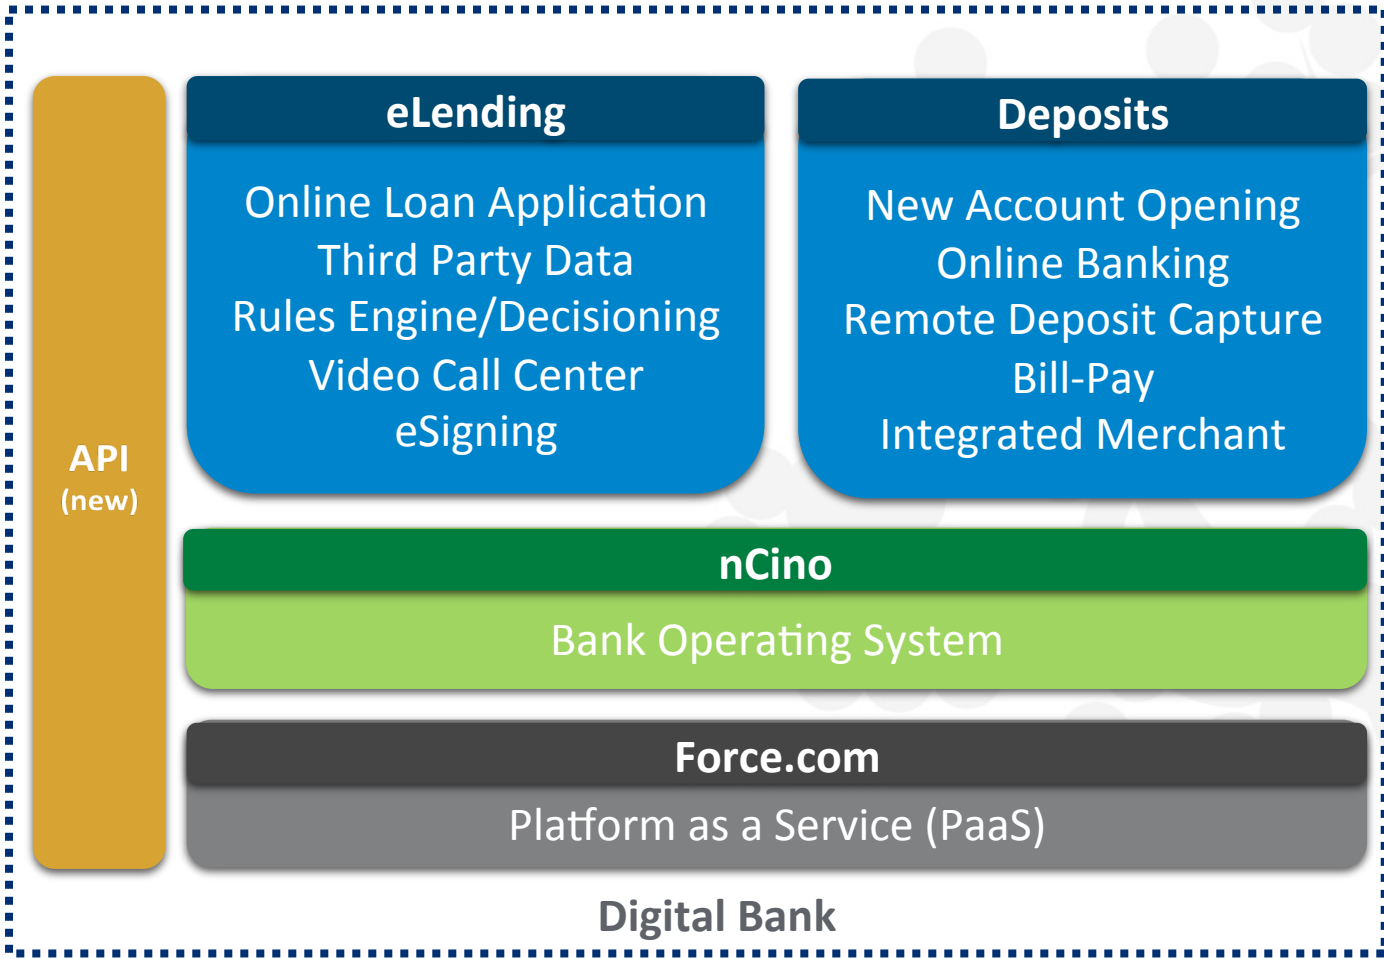 API
(new)
eLending
Online Loan Application
Third Party Data
Rules Engine/Decisioning
Video Call Center
eSigning
Deposits
New Account Opening
Online Banking
Remote Deposit Capture
Bill-Pay
Integrated Merchant
nCino
Bank Operating System
Force.com
Platform as a Service (PaaS)
Digital Bank